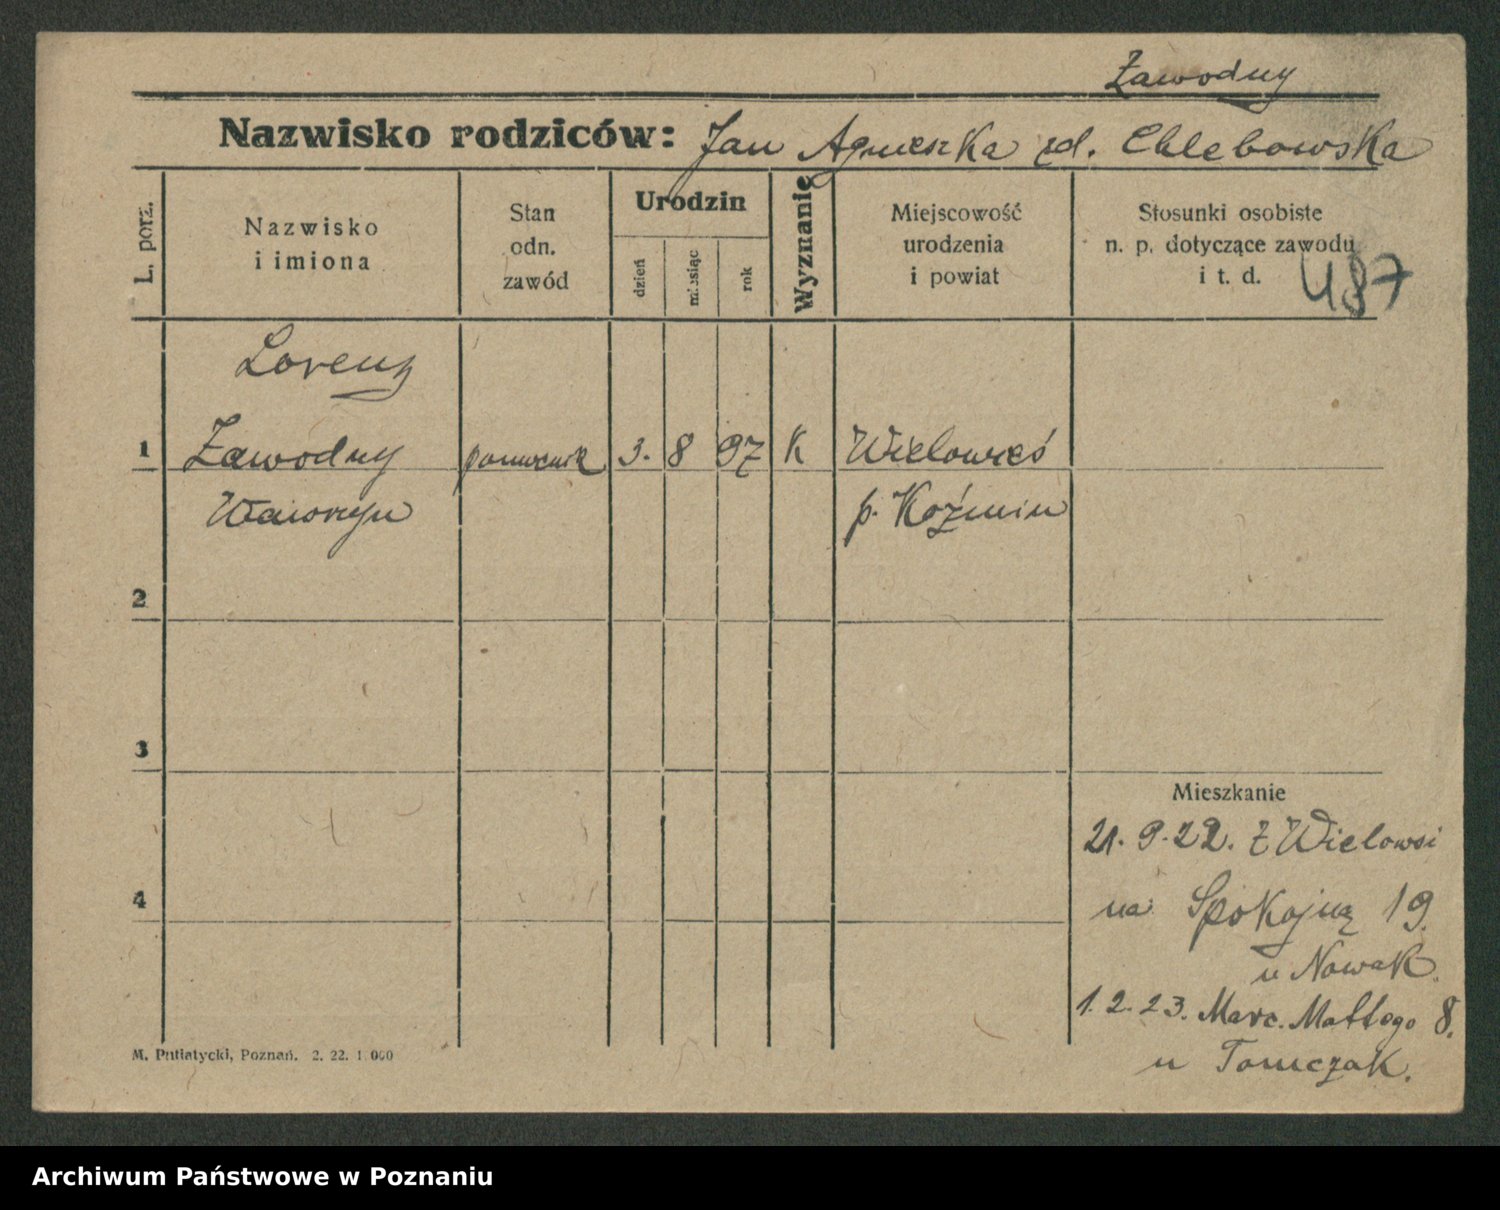 Zawodny
Nazwisko rodziców: Jan Agnieszka zd. Chlebowska
L. porz.
Nazwisko
i imiona
Stan
odn.
zawód
Urodzin
dzień
miesiąc
rok
Wyznanie
Miejscowość
urodzenia
i powiat
Stosunki osobiste
n. p. dotyczące zawodu
i t. d.
487
Lorenz
1 Zawodny pomocnik 3. 8 97 K Wielowieś
Wawrzyn p. Koźmin
2
3
Mieszkanie
21. 9. 22. z Wielowsi
4
na Spokojną 19.
u Nowak.
1. 2. 23. Marc. Mottego 8.
u Tomczak.
M. Putiatycki, Poznań. 2. 22. 1 000
Archiwum Państwowe w Poznaniu